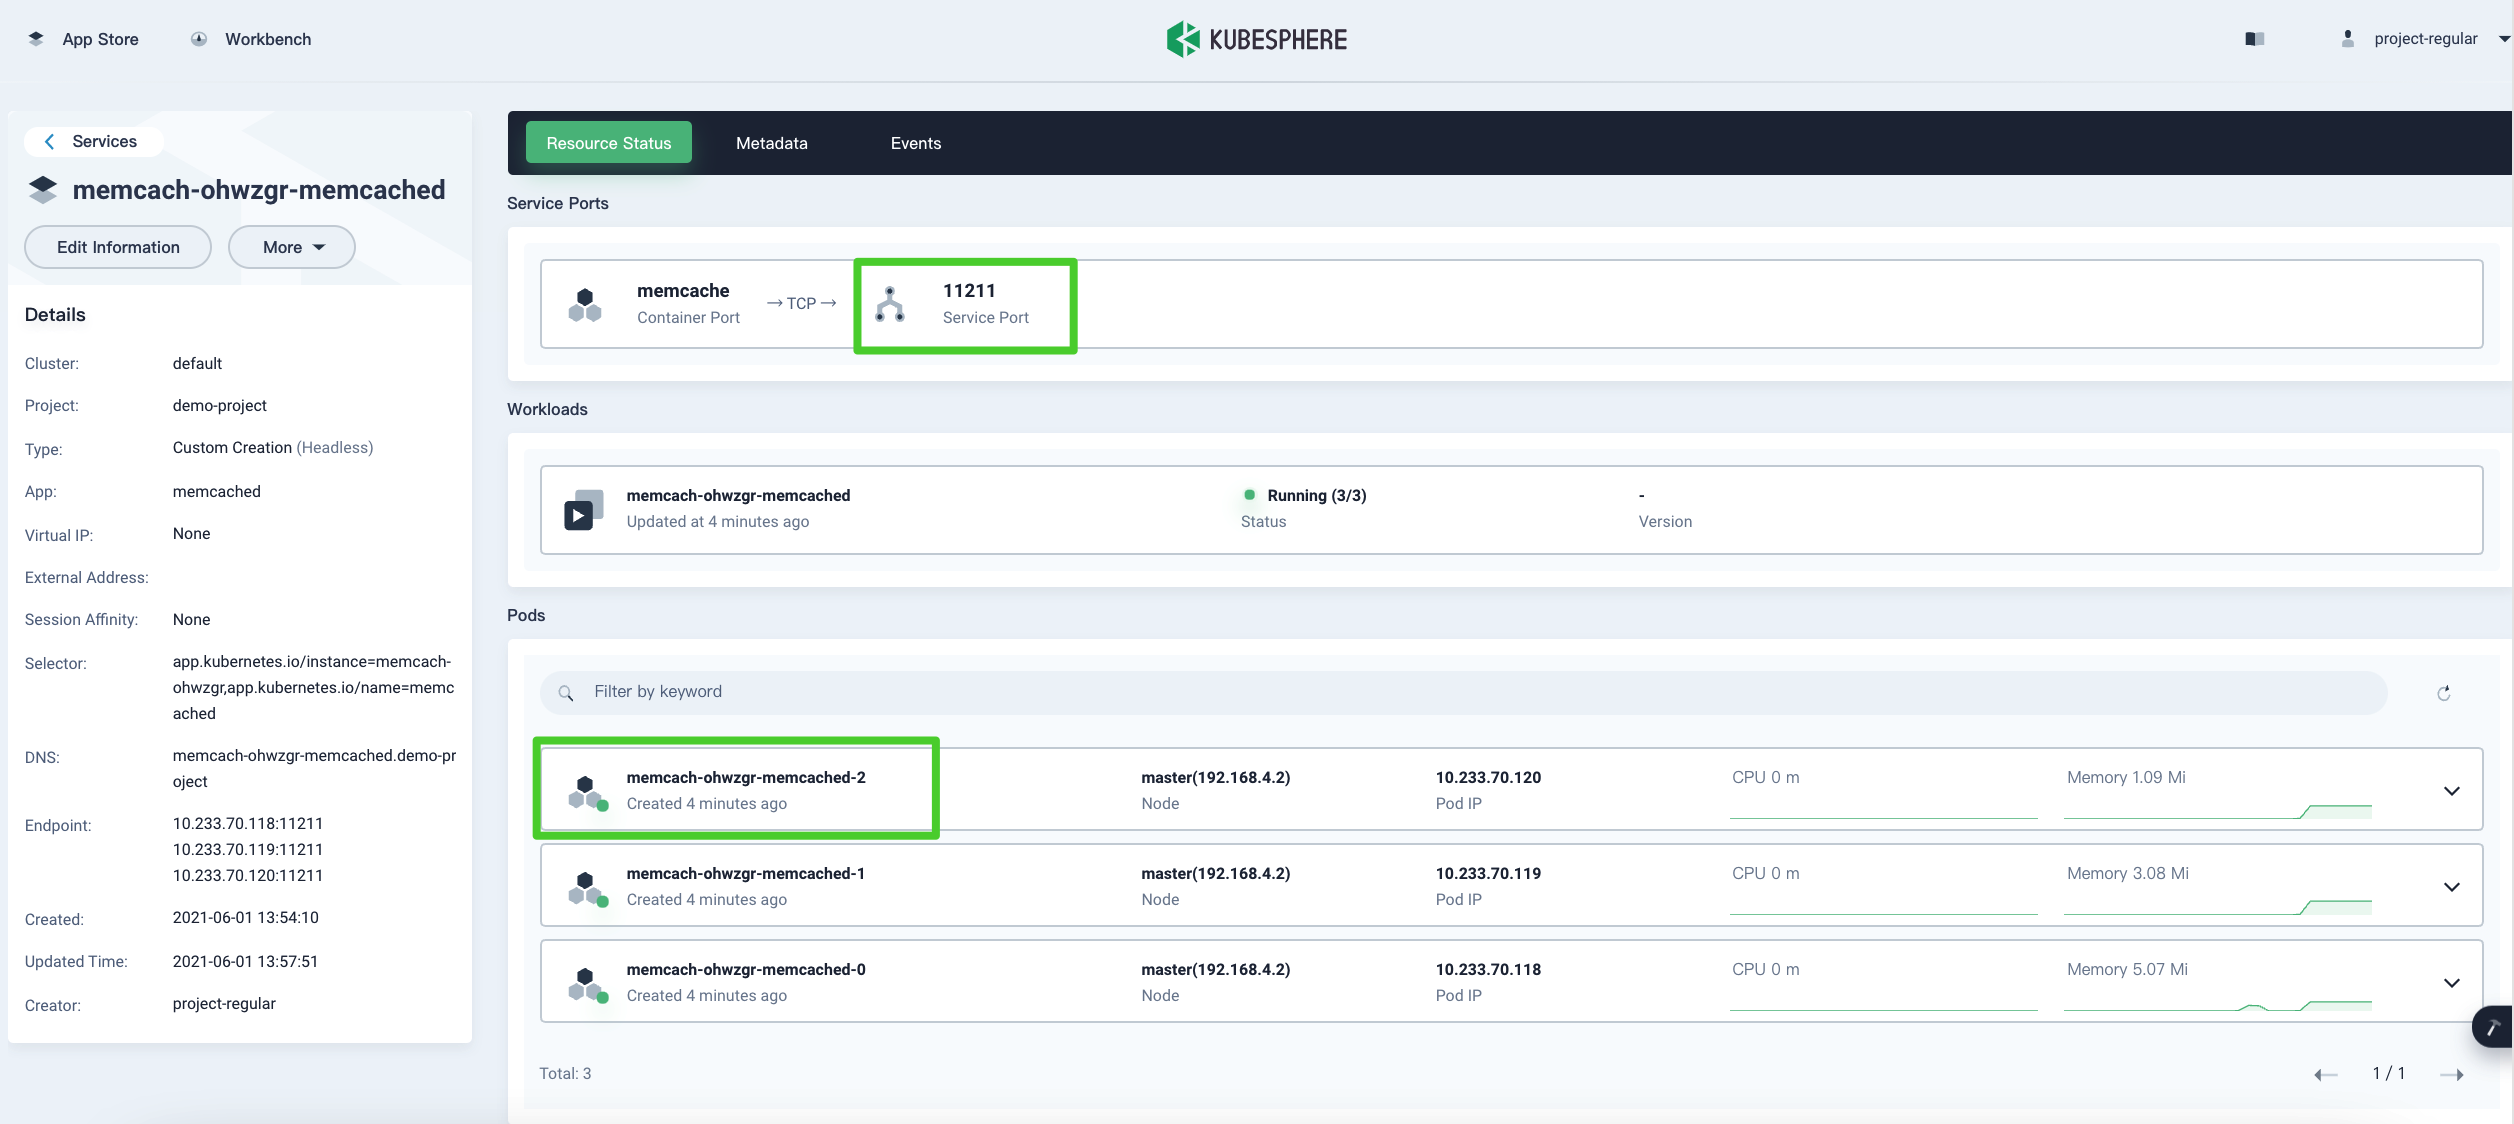 App Store
Workbench
KUBESPHERE
project-regular
Services
memcach-ohwzgr-memcached
Edit Information
More
Details
Cluster: default
Project: demo-project
Type: Custom Creation (Headless)
App: memcached
Virtual IP: None
External Address:
Session Affinity: None
Selector: app.kubernetes.io/instance=memcach-
ohwzgr,app.kubernetes.io/name=memc
ached
DNS: memcach-ohwzgr-memcached.demo-pr
oject
Endpoint: 10.233.70.118:11211
10.233.70.119:11211
10.233.70.120:11211
Created: 2021-06-01 13:54:10
Updated Time: 2021-06-01 13:57:51
Creator: project-regular
Resource Status
Metadata
Events
Service Ports
memcache
Container Port
→ TCP →
11211
Service Port
Workloads
memcach-ohwzgr-memcached
Updated at 4 minutes ago
Running (3/3)
Status
-
Version
Pods
Filter by keyword
memcach-ohwzgr-memcached-2
Created 4 minutes ago
master(192.168.4.2)
Node
10.233.70.120
Pod IP
CPU 0 m
Memory 1.09 Mi
memcach-ohwzgr-memcached-1
Created 4 minutes ago
master(192.168.4.2)
Node
10.233.70.119
Pod IP
CPU 0 m
Memory 3.08 Mi
memcach-ohwzgr-memcached-0
Created 4 minutes ago
master(192.168.4.2)
Node
10.233.70.118
Pod IP
CPU 0 m
Memory 5.07 Mi
Total: 3
1 / 1